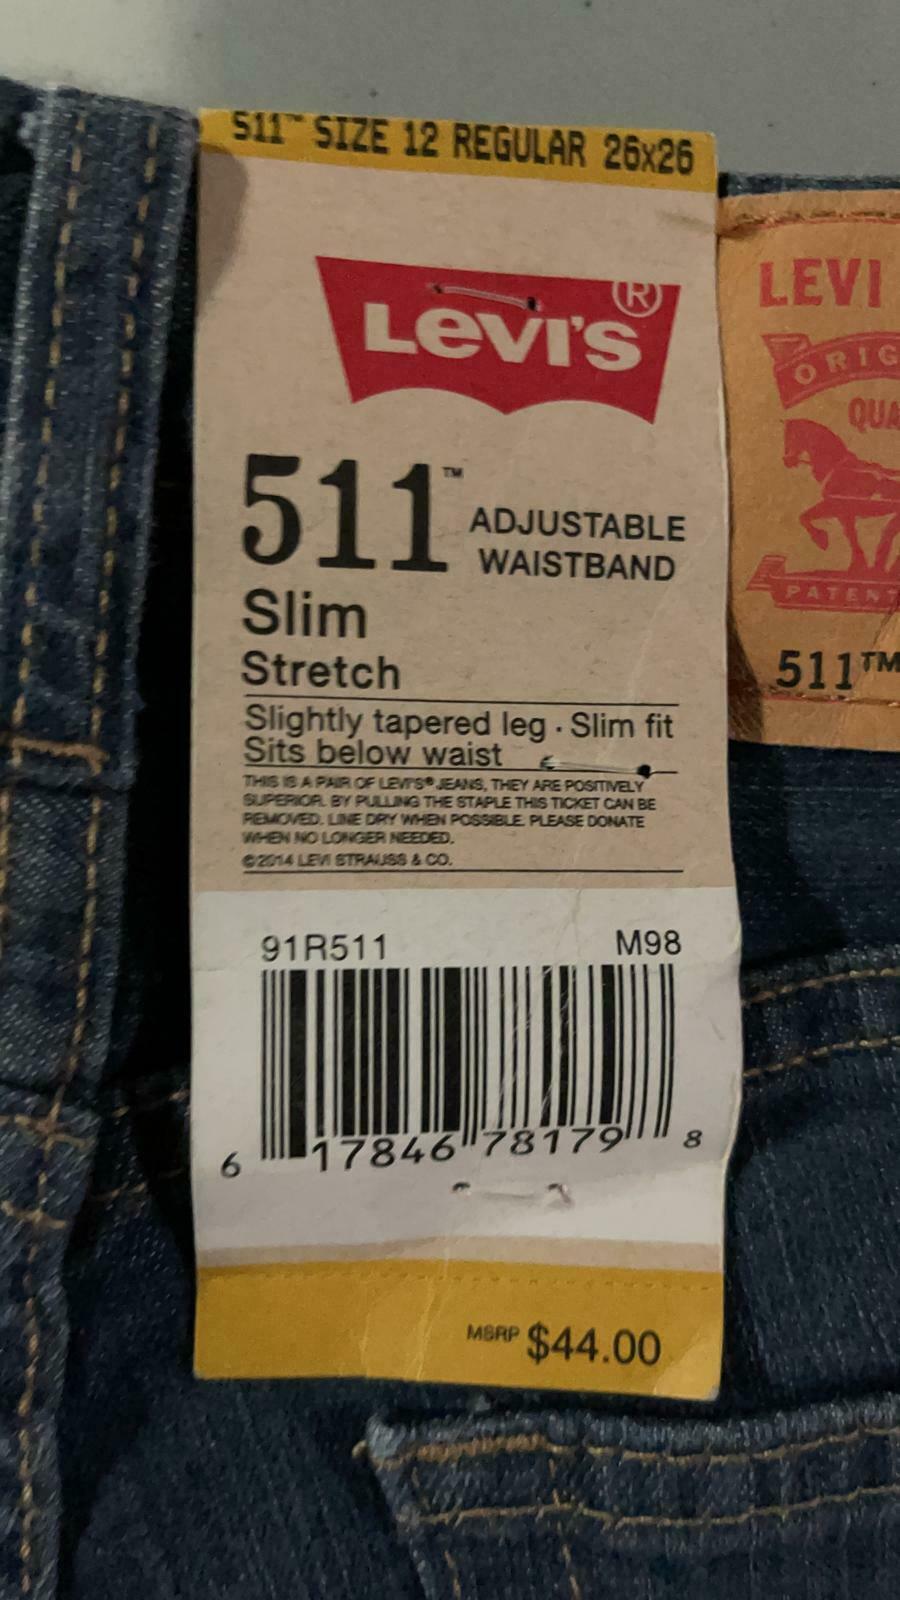 511™ SIZE 12 REGULAR 26x26
Levi's®
511™
ADJUSTABLE
WAISTBAND
Slim
Stretch
Slightly tapered leg · Slim fit
Sits below waist
THIS IS A PAIR OF LEVI'S® JEANS, THEY ARE POSITIVELY
SUPERIOR. BY PULLING THE STAPLE THIS TICKET CAN BE
REMOVED. LINE DRY WHEN POSSIBLE. PLEASE DONATE
WHEN NO LONGER NEEDED.
©2014 LEVI STRAUSS & CO.
91R511 M98
6 17846 78179 8
MSRP $44.00
LEVI
ORIG
QUA
PATENT
511™